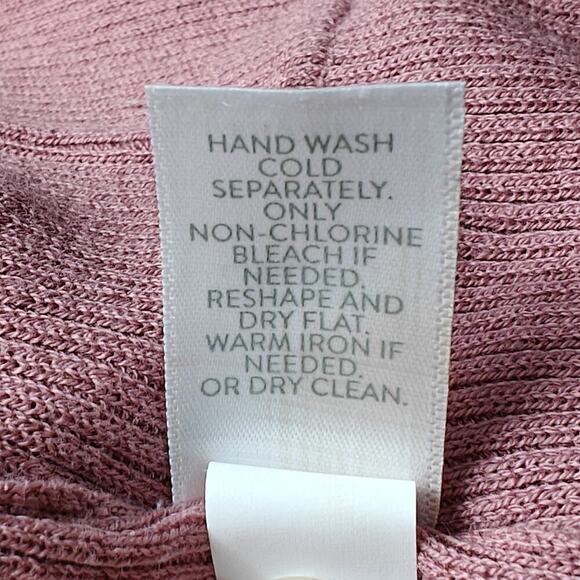 HAND WASH
COLD
SEPARATELY.
ONLY
NON-CHLORINE
BLEACH IF
NEEDED.
RESHAPE AND
DRY FLAT.
WARM IRON IF
NEEDED.
OR DRY CLEAN.